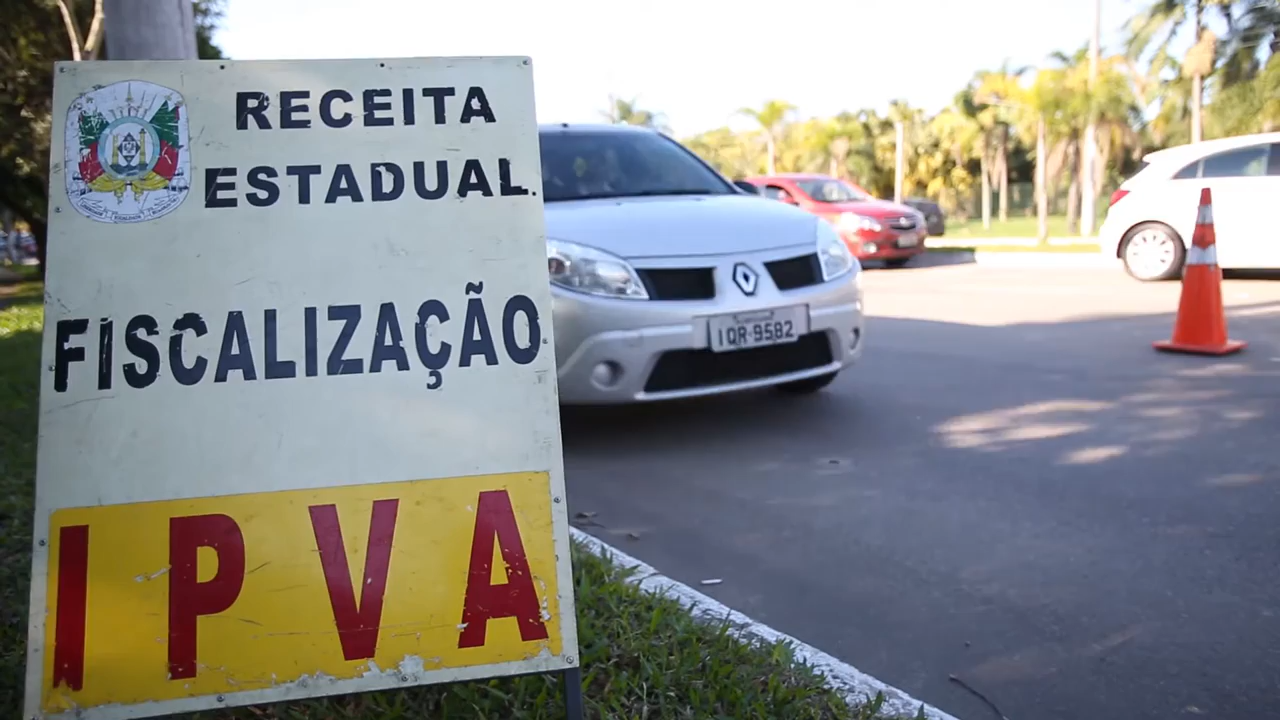 RECEITA
ESTADUAL.
FISCALIZAÇÃO
IPVA
IQR-9582